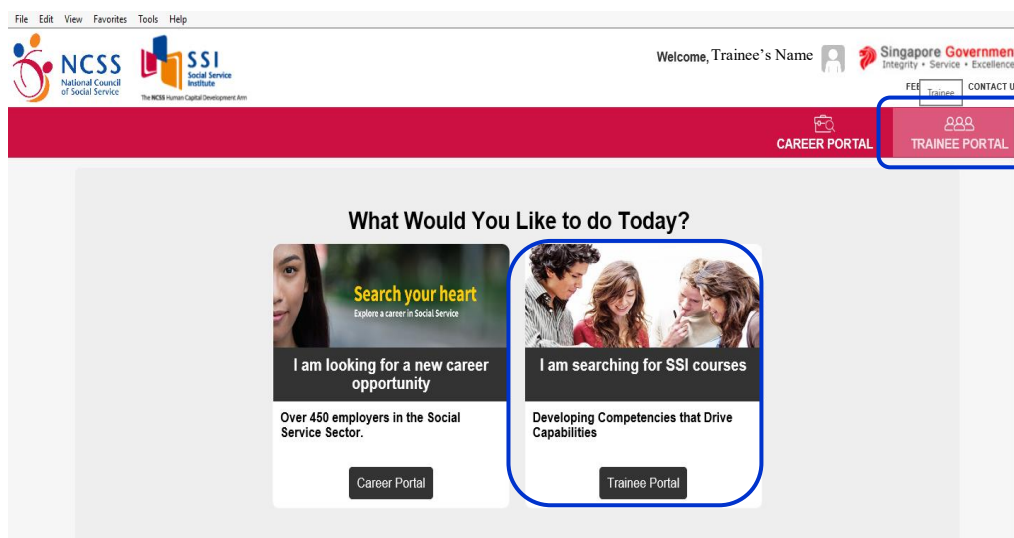 File Edit View Favorites Tools Help
NCSS
National Council
of Social Service
SSI
Social Service
Institute
The NCSS Human Capital Development Arm
Welcome, Trainee's Name
Singapore Governmen
Integrity • Service • Excellence
FEE
Trainee
CONTACT U
CAREER PORTAL
TRAINEE PORTAL
What Would You Like to do Today?
Search your heart
Explore a career in Social Service
I am looking for a new career
opportunity
Over 450 employers in the Social
Service Sector.
Career Portal
I am searching for SSI courses
Developing Competencies that Drive
Capabilities
Trainee Portal